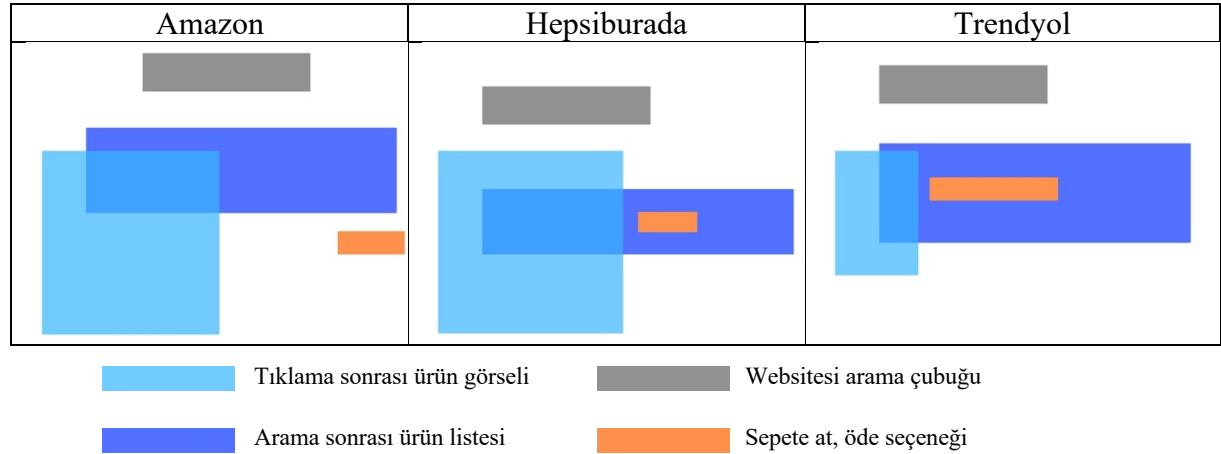 Amazon Hepsiburada Trendyol
Tıklama sonrası ürün görseli Websitesi arama çubuğu
Arama sonrası ürün listesi Sepete at, öde seçeneği